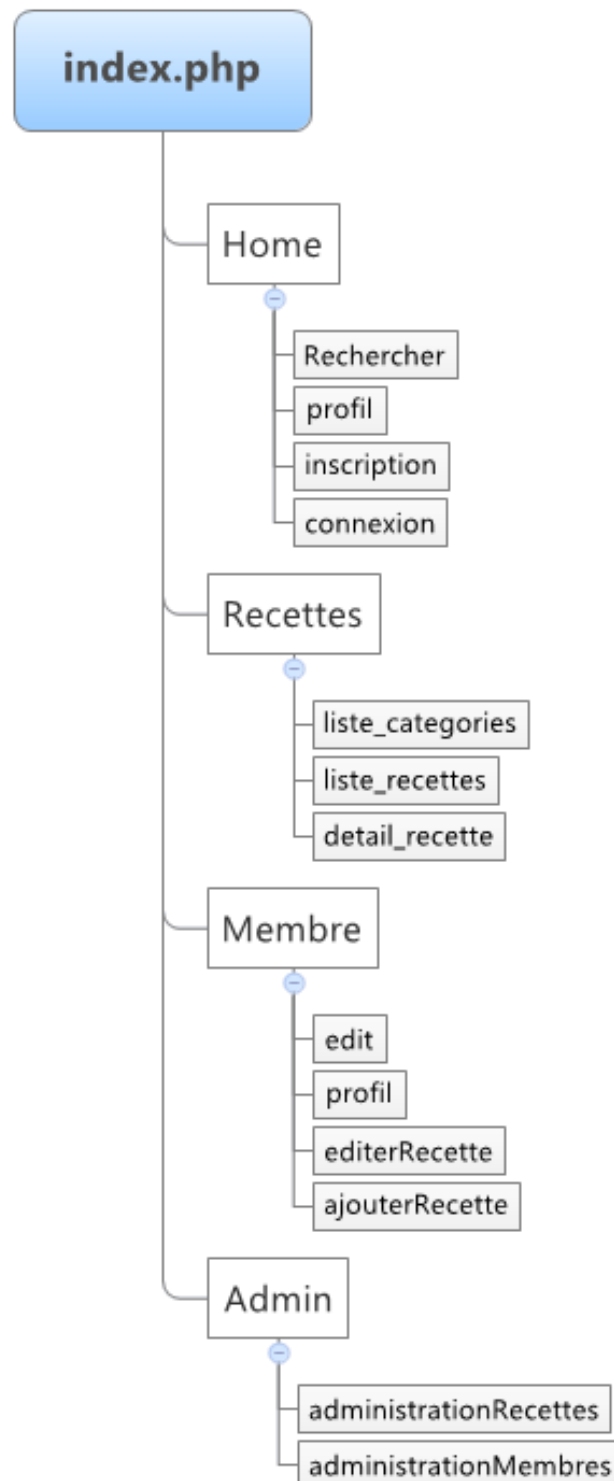 index.php
Home
Rechercher
profil
inscription
connexion
Recettes
liste_categories
liste_recettes
detail_recette
Membre
edit
profil
editerRecette
ajouterRecette
Admin
administrationRecettes
administrationMembres